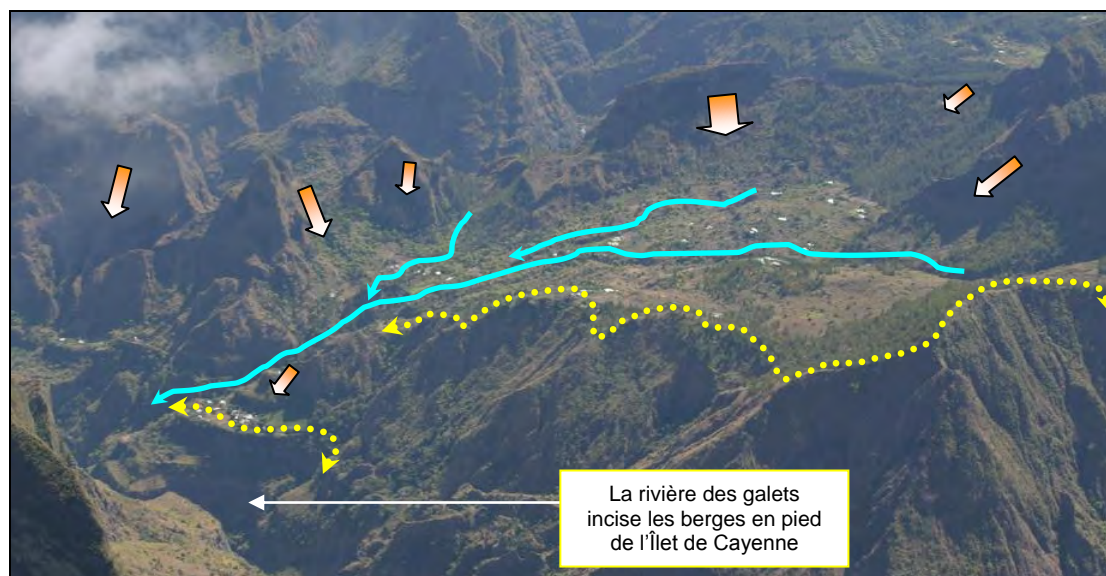 La rivière des galets
incise les berges en pied
de l'Îlet de Cayenne